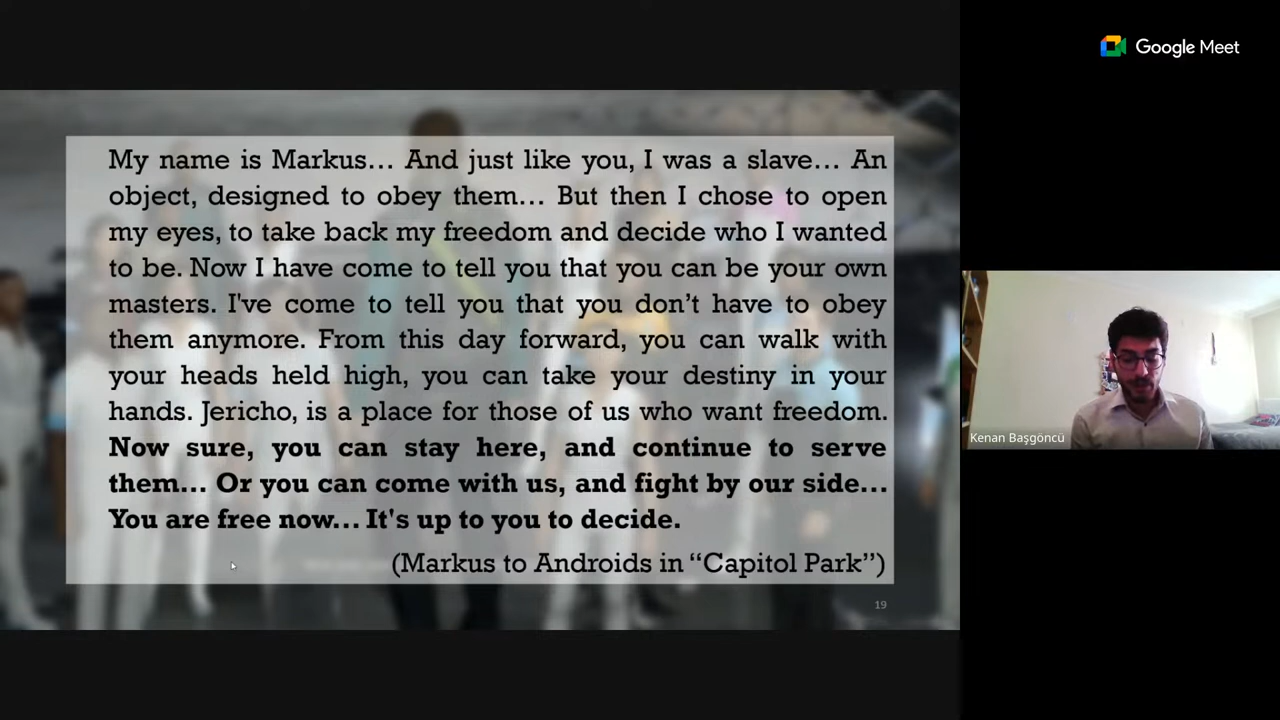 Google Meet
My name is Markus... And just like you, I was a slave... An
object, designed to obey them... But then I chose to open
my eyes, to take back my freedom and decide who I wanted
to be. Now I have come to tell you that you can be your own
masters. I've come to tell you that you don’t have to obey
them anymore. From this day forward, you can walk with
your heads held high, you can take your destiny in your
hands. Jericho, is a place for those of us who want freedom.
Now sure, you can stay here, and continue to serve
them... Or you can come with us, and fight by our side...
You are free now... It's up to you to decide.
(Markus to Androids in “Capitol Park”)
19
Kenan Başgöncü